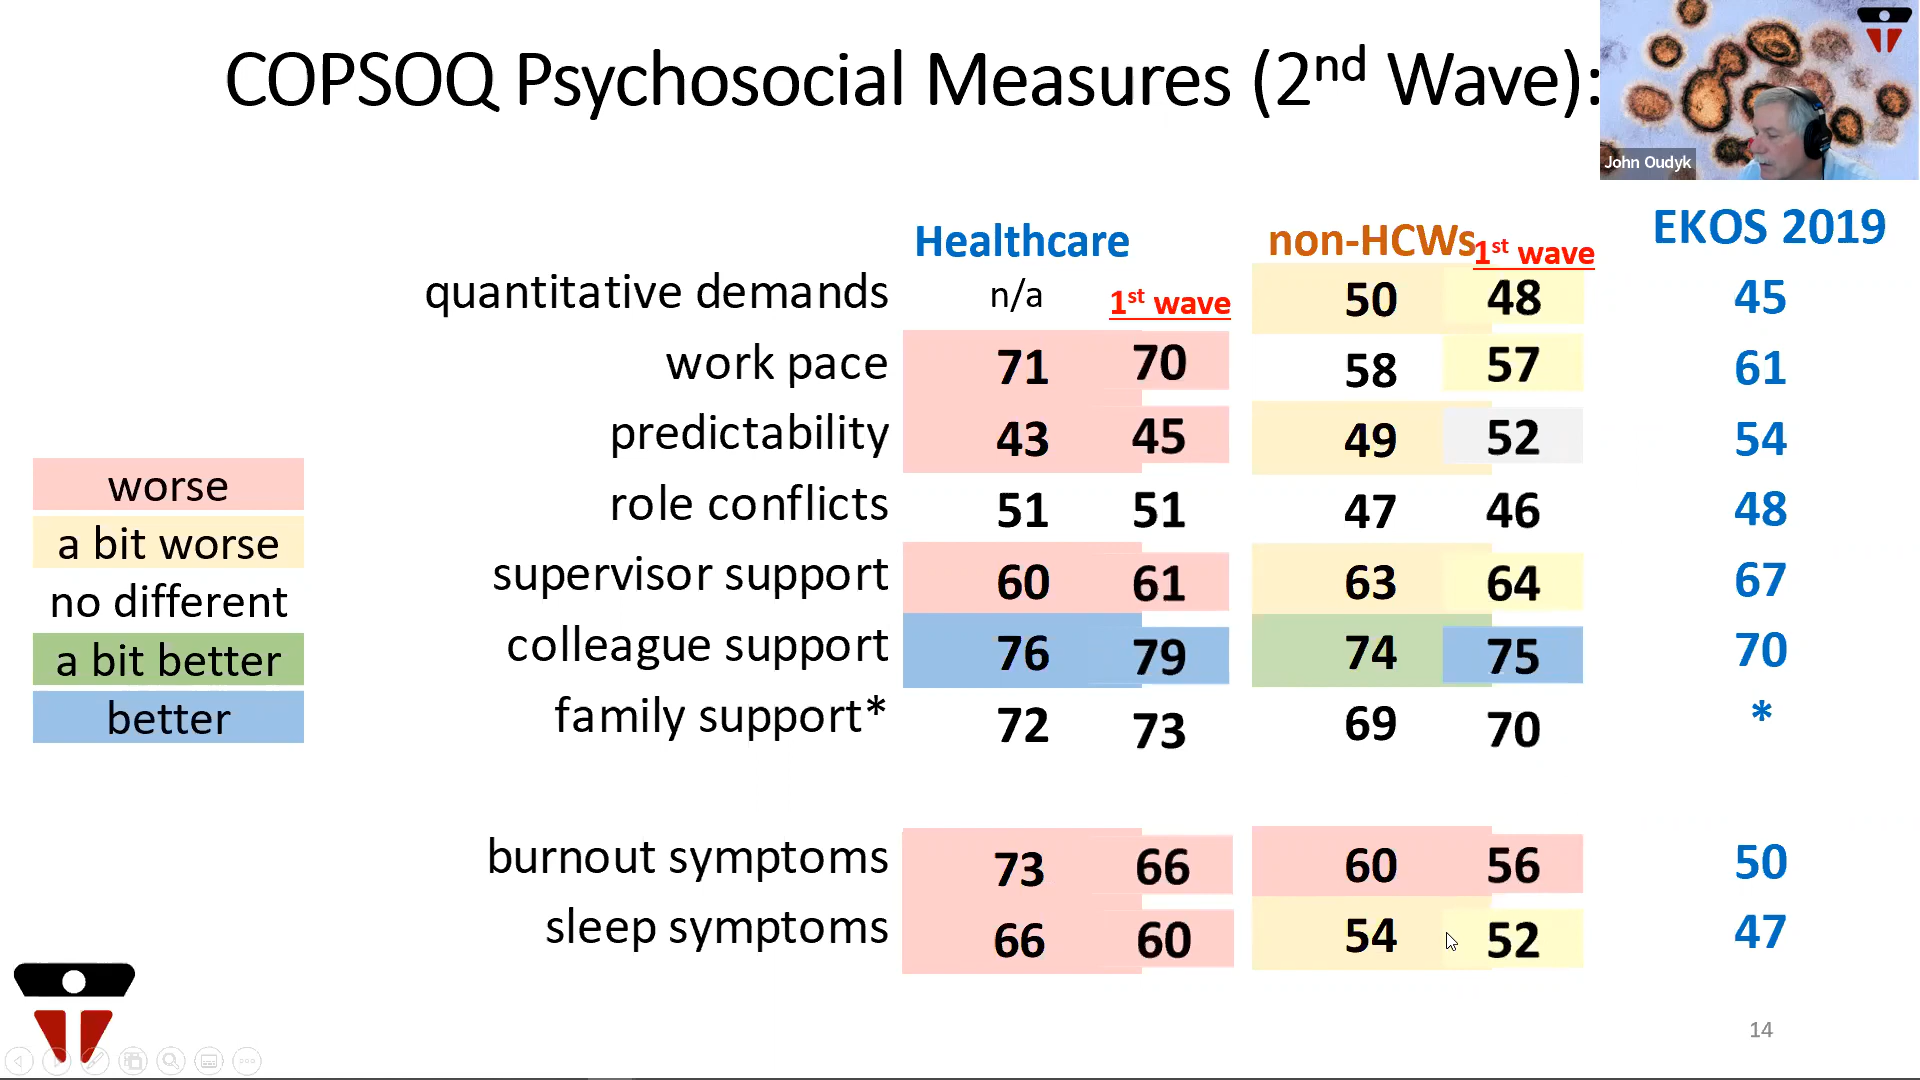 COPSOQ Psychosocial Measures (2nd Wave):
John Oudyk
Healthcare non-HCWs 1st wave EKOS 2019
quantitative demands n/a 1st wave 50 48 45
work pace 71 70 58 57 61
predictability 43 45 49 52 54
role conflicts 51 51 47 46 48
supervisor support 60 61 63 64 67
colleague support 76 79 74 75 70
family support* 72 73 69 70 *
burnout symptoms 73 66 60 56 50
sleep symptoms 66 60 54 52 47
worse
a bit worse
no different
a bit better
better
14